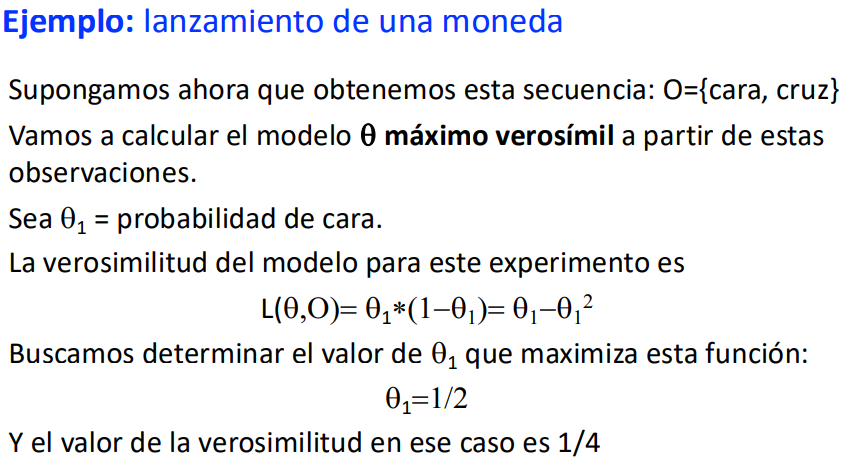 Ejemplo: lanzamiento de una moneda
Supongamos ahora que obtenemos esta secuencia: O={cara, cruz}
Vamos a calcular el modelo θ máximo verosímil a partir de estas
observaciones.
Sea θ₁ = probabilidad de cara.
La verosimilitud del modelo para este experimento es
L(θ,O)= θ₁*(1−θ₁)= θ₁−θ₁²
Buscamos determinar el valor de θ₁ que maximiza esta función:
θ₁=1/2
Y el valor de la verosimilitud en ese caso es 1/4